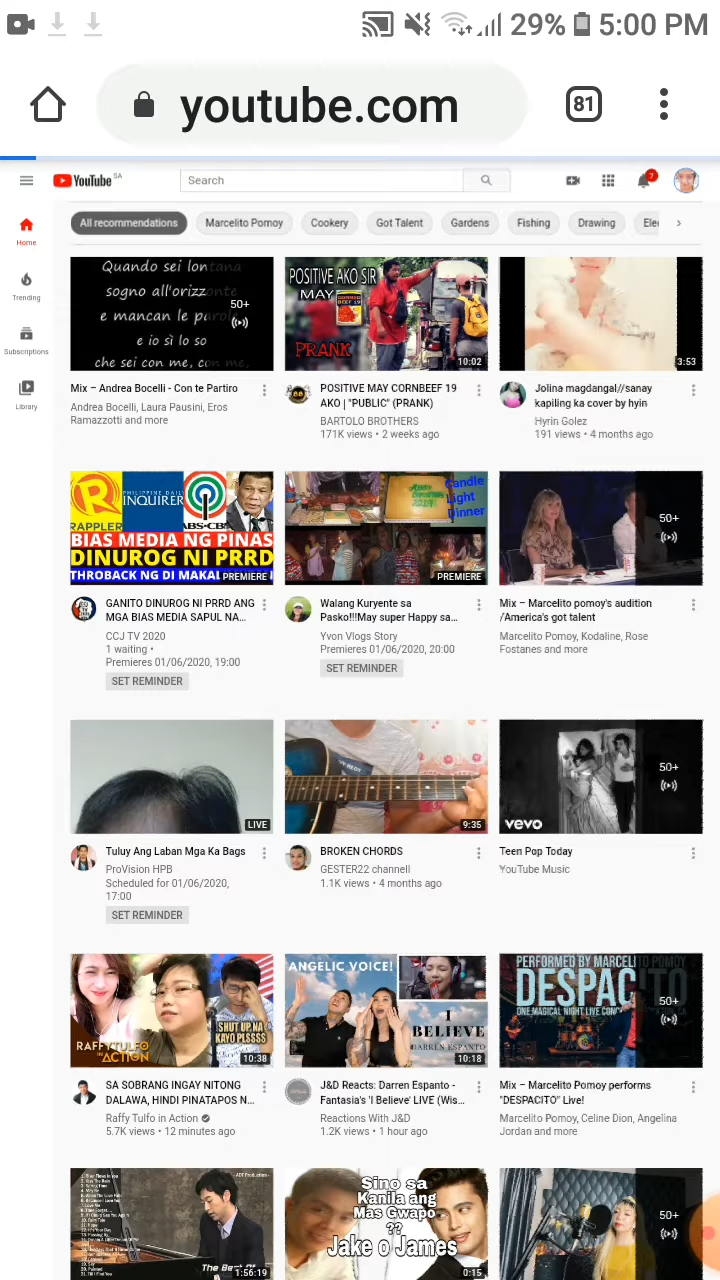 29% 5:00 PM
youtube.com
81
YouTube SA
Search
7
Home
Trending
Subscriptions
Library
All recommendations
Marcelito Pomoy
Cookery
Got Talent
Gardens
Fishing
Drawing
Quando sei lontana
sogno all'orizzonte
e mancan le parole
e io sì lo so
che sei con me, con me,
50+
Mix – Andrea Bocelli - Con te Partiro
Andrea Bocelli, Laura Pausini, Eros
Ramazzotti and more
POSITIVE AKO SIR
MAY
CORNED
BEEF 19
PRANK
10:02
POSITIVE MAY CORNBEEF 19
AKO | "PUBLIC" (PRANK)
BARTOLO BROTHERS
171K views • 2 weeks ago
3:53
Jolina magdangal//sanay
kapiling ka cover by hyin
Hyrin Golez
191 views • 4 months ago
RAPPLER
PHILIPPINE DAILY
INQUIRER
ABS-CBN
BIAS MEDIA NG PINAS
DINUROG NI PRRD
THROBACK NG DI MAKAL
PREMIERE
GANITO DINUROG NI PRRD ANG
MGA BIAS MEDIA SAPUL NA...
CCJ TV 2020
1 waiting •
Premieres 01/06/2020, 19:00
SET REMINDER
Candle
Light
Dinner
PREMIERE
Walang Kuryente sa
Pasko!!!May super Happy sa...
Yvon Vlogs Story
Premieres 01/06/2020, 20:00
SET REMINDER
50+
Mix – Marcelito pomoy's audition
/America's got talent
Marcelito Pomoy, Kodaline, Rose
Fostanes and more
LIVE
Tuluy Ang Laban Mga Ka Bags
ProVision HPB
Scheduled for 01/06/2020,
17:00
SET REMINDER
9:35
BROKEN CHORDS
GESTER22 channell
1.1K views • 4 months ago
vevo
50+
Teen Pop Today
YouTube Music
RAFFY TULFO
IN ACTION
SHUT UP NA
KAYO PLSSSS
10:38
SA SOBRANG INGAY NITONG
DALAWA, HINDI PINATAPOS N...
Raffy Tulfo in Action
5.7K views • 12 minutes ago
ANGELIC VOICE!
I
BELIEVE
DARREN ESPANTO
10:18
J&D Reacts: Darren Espanto -
Fantasia's 'I Believe' LIVE (Wis...
Reactions With J&D
1.2K views • 1 hour ago
PERFORMED BY MARCELITO POMOY
DESPACITO
ONE MAGICAL NIGHT LIVE CONC
50+
Mix – Marcelito Pomoy performs
"DESPACITO" Live!
Marcelito Pomoy, Celine Dion, Angelina
Jordan and more
The Best Of
1:56:19
Sino sa
Kanila ang
Mas Gwapo
??
Jake o James
0:15
50+